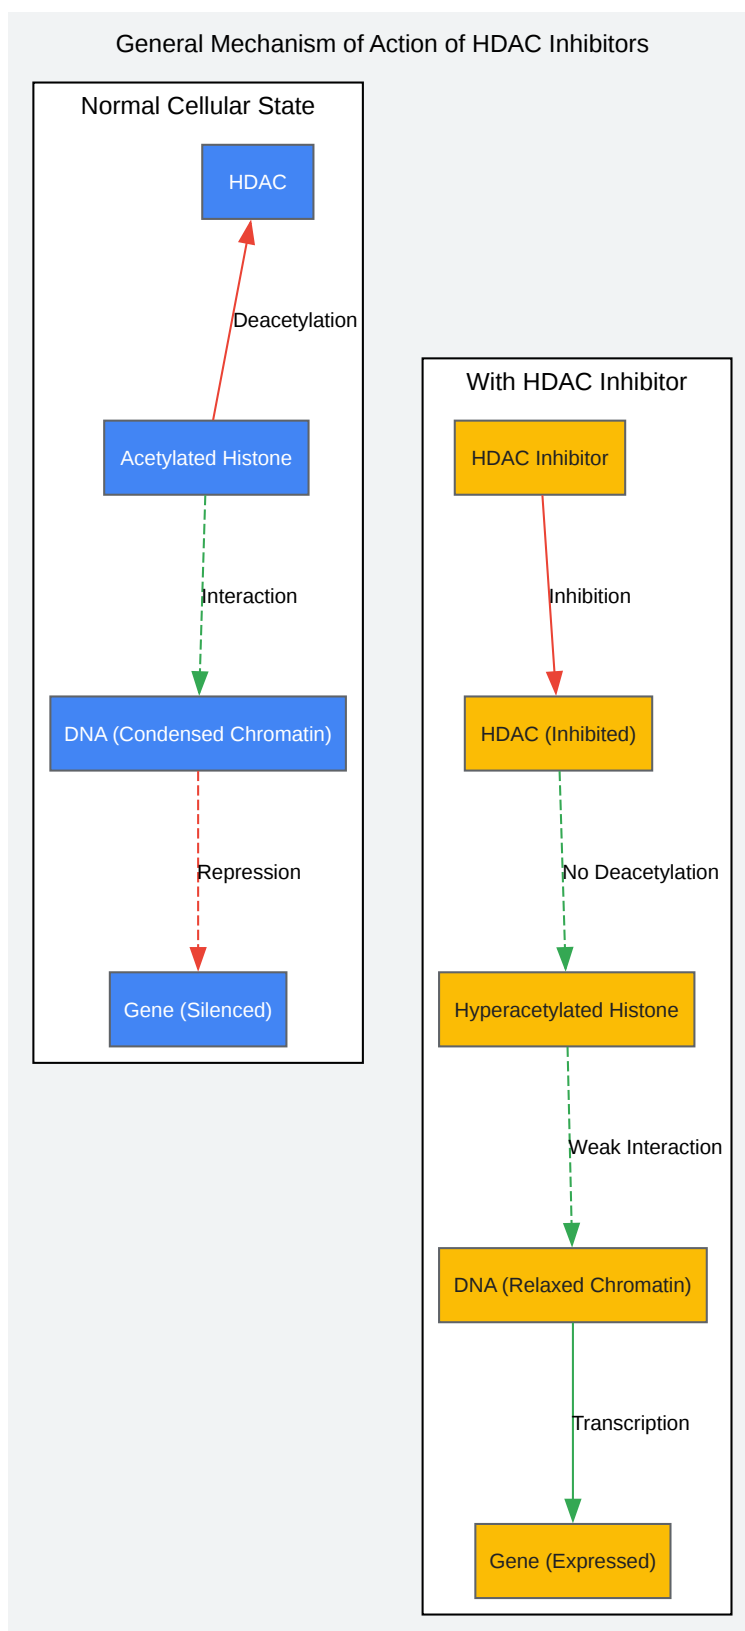 General Mechanism of Action of HDAC Inhibitors
Normal Cellular State
HDAC
Deacetylation
Acetylated Histone
Interaction
DNA (Condensed Chromatin)
Repression
Gene (Silenced)
With HDAC Inhibitor
HDAC Inhibitor
Inhibition
HDAC (Inhibited)
No Deacetylation
Hyperacetylated Histone
Weak Interaction
DNA (Relaxed Chromatin)
Transcription
Gene (Expressed)